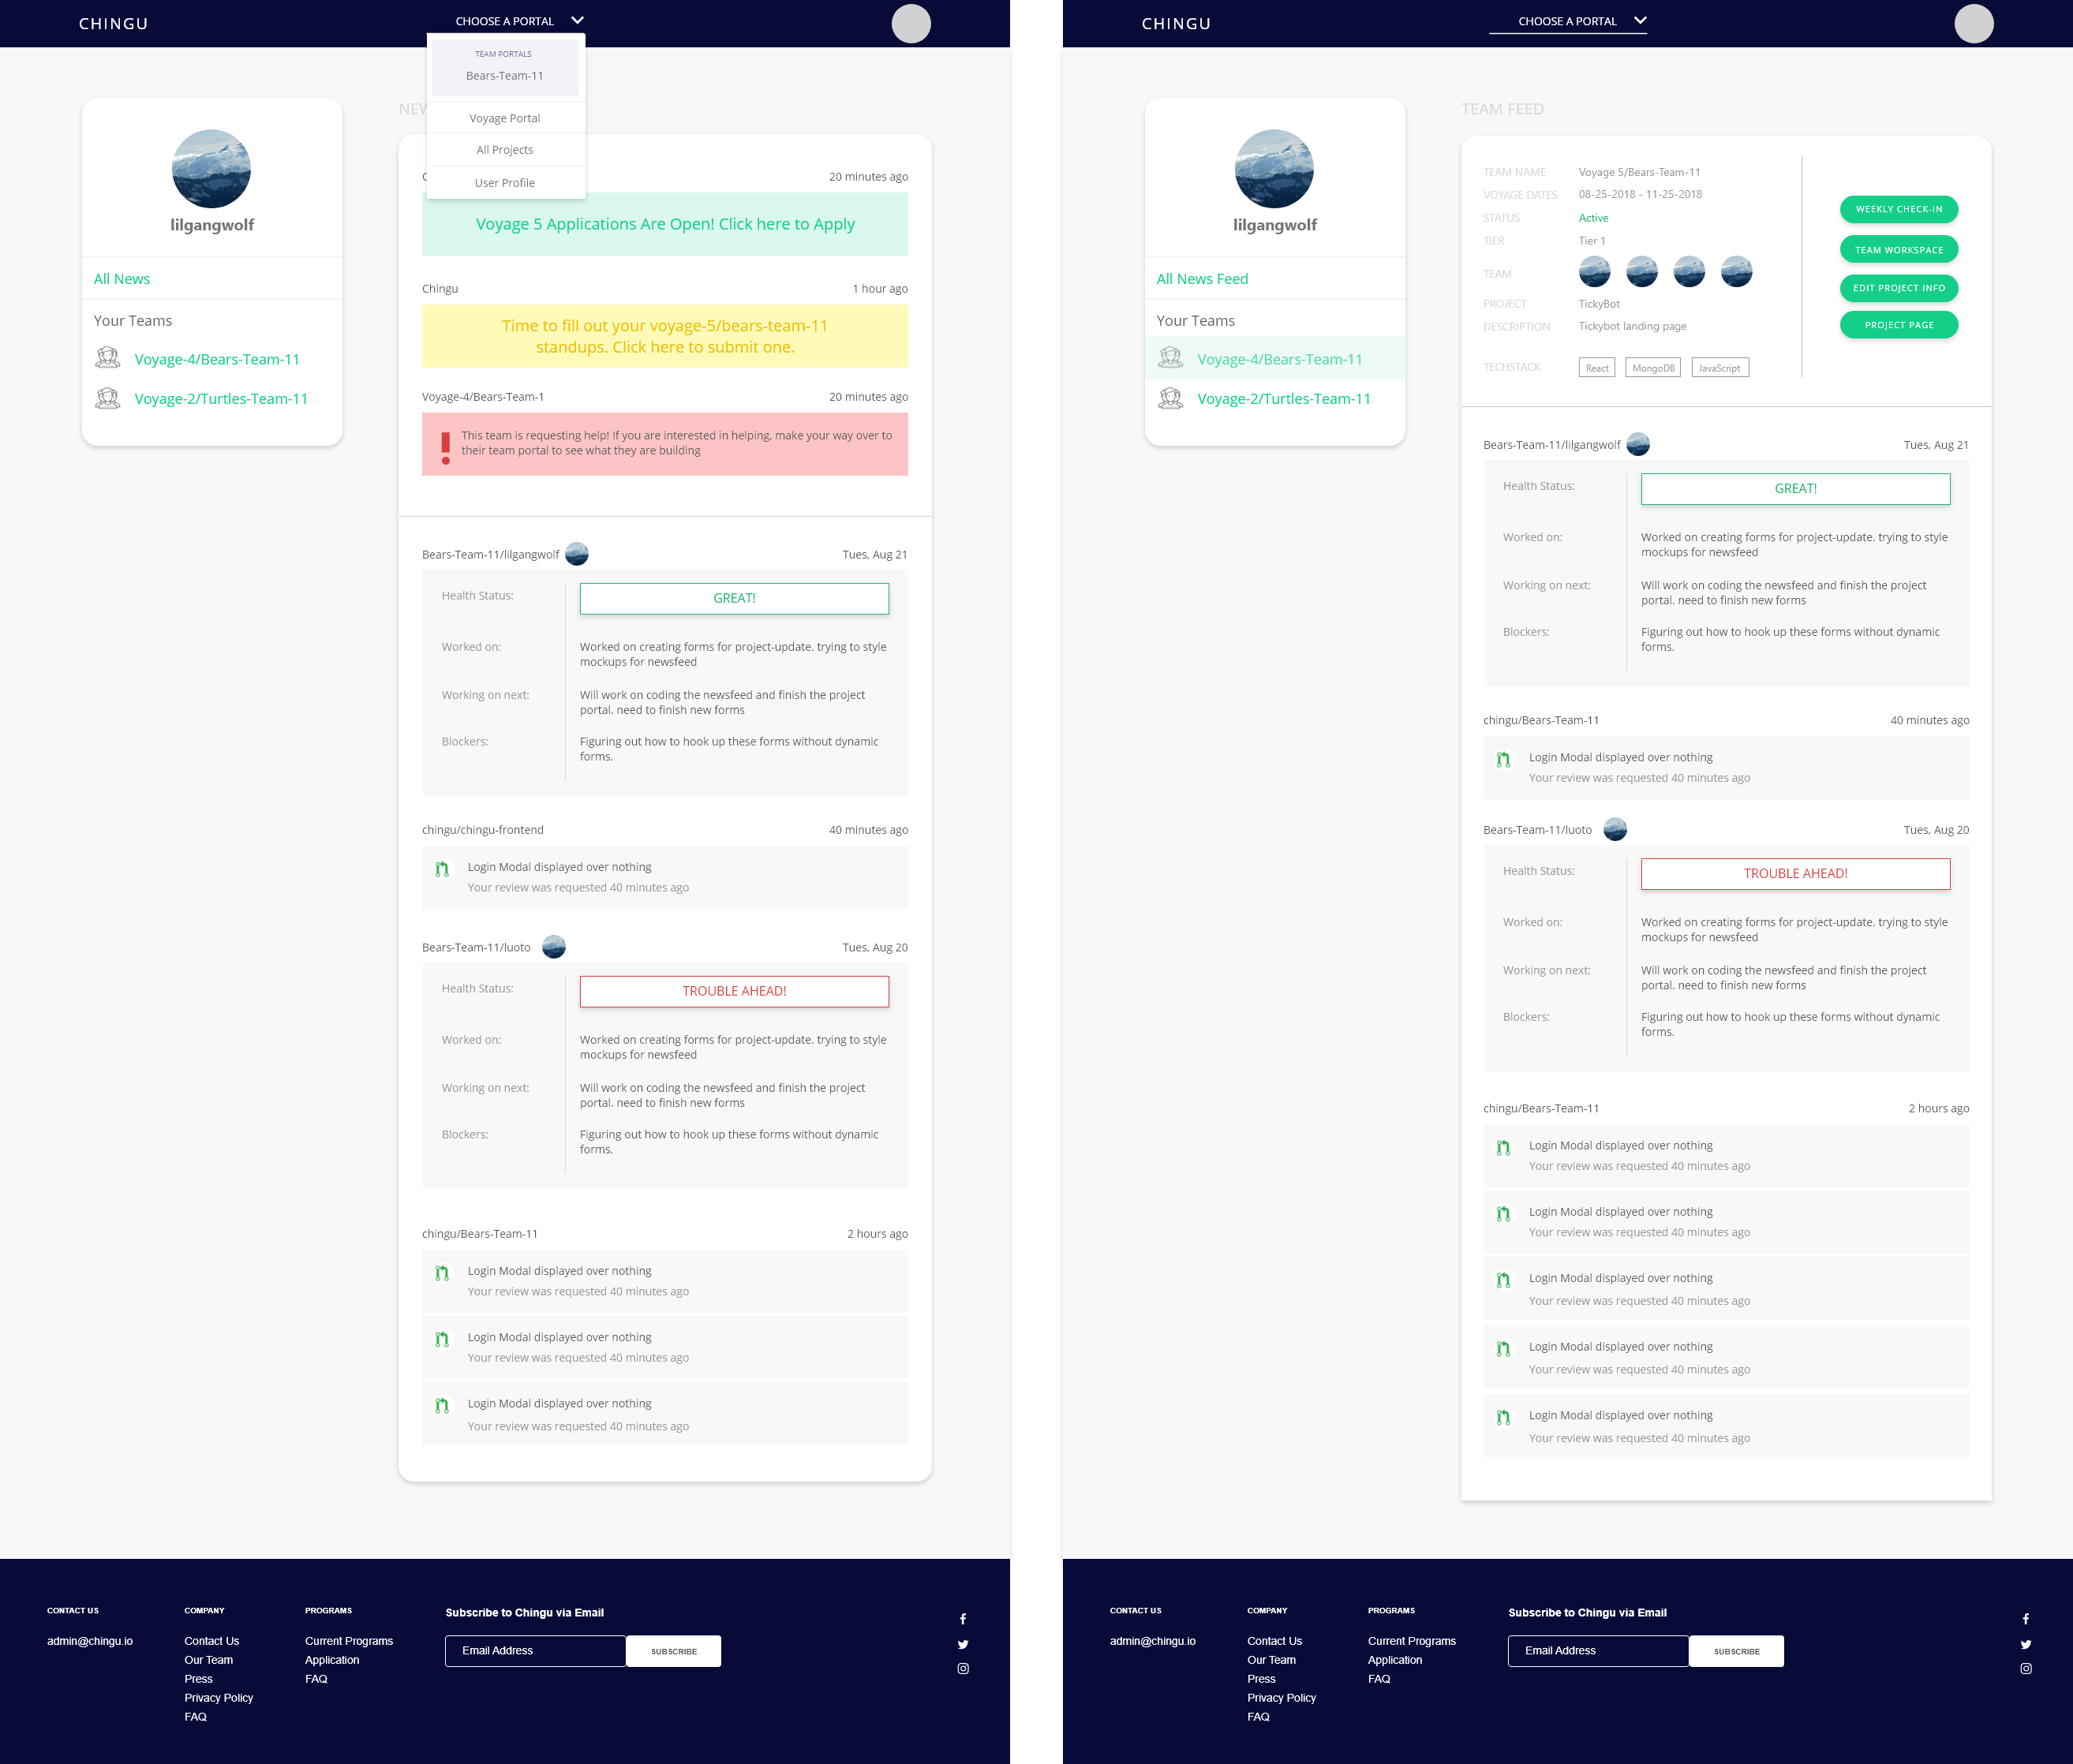 CHINGU
CHOOSE A PORTAL
TEAM PORTALS
Bears-Team-11
Voyage Portal
All Projects
User Profile
lilgangwolf
All News
Your Teams
Voyage-4/Bears-Team-11
Voyage-2/Turtles-Team-11
20 minutes ago
Voyage 5 Applications Are Open! Click here to Apply
Chingu
1 hour ago
Time to fill out your voyage-5/bears-team-11
standups. Click here to submit one.
Voyage-4/Bears-Team-1
20 minutes ago
This team is requesting help! If you are interested in helping, make your way over to
their team portal to see what they are building
Bears-Team-11/lilgangwolf
Tues, Aug 21
Health Status:
GREAT!
Worked on:
Worked on creating forms for project-update. trying to style
mockups for newsfeed
Working on next:
Will work on coding the newsfeed and finish the project
portal. need to finish new forms
Blockers:
Figuring out how to hook up these forms without dynamic
forms.
chingu/chingu-frontend
40 minutes ago
Login Modal displayed over nothing
Your review was requested 40 minutes ago
Bears-Team-11/luoto
Tues, Aug 20
Health Status:
TROUBLE AHEAD!
Worked on:
Worked on creating forms for project-update. trying to style
mockups for newsfeed
Working on next:
Will work on coding the newsfeed and finish the project
portal. need to finish new forms
Blockers:
Figuring out how to hook up these forms without dynamic
forms.
chingu/Bears-Team-11
2 hours ago
Login Modal displayed over nothing
Your review was requested 40 minutes ago
Login Modal displayed over nothing
Your review was requested 40 minutes ago
Login Modal displayed over nothing
Your review was requested 40 minutes ago
CONTACT US
admin@chingu.io
COMPANY
Contact Us
Our Team
Press
Privacy Policy
FAQ
PROGRAMS
Current Programs
Application
FAQ
Subscribe to Chingu via Email
Email Address
SUBSCRIBE
CHINGU
CHOOSE A PORTAL
lilgangwolf
All News Feed
Your Teams
Voyage-4/Bears-Team-11
Voyage-2/Turtles-Team-11
TEAM FEED
TEAM NAME
Voyage 5/Bears-Team-11
VOYAGE DATES
08-25-2018 - 11-25-2018
STATUS
Active
TIER
Tier 1
TEAM
PROJECT
TickyBot
DESCRIPTION
Tickybot landing page
TECHSTACK
React
MongoDB
JavaScript
WEEKLY CHECK-IN
TEAM WORKSPACE
EDIT PROJECT INFO
PROJECT PAGE
Bears-Team-11/lilgangwolf
Tues, Aug 21
Health Status:
GREAT!
Worked on:
Worked on creating forms for project-update. trying to style
mockups for newsfeed
Working on next:
Will work on coding the newsfeed and finish the project
portal. need to finish new forms
Blockers:
Figuring out how to hook up these forms without dynamic
forms.
chingu/Bears-Team-11
40 minutes ago
Login Modal displayed over nothing
Your review was requested 40 minutes ago
Bears-Team-11/luoto
Tues, Aug 20
Health Status:
TROUBLE AHEAD!
Worked on:
Worked on creating forms for project-update. trying to style
mockups for newsfeed
Working on next:
Will work on coding the newsfeed and finish the project
portal. need to finish new forms
Blockers:
Figuring out how to hook up these forms without dynamic
forms.
chingu/Bears-Team-11
2 hours ago
Login Modal displayed over nothing
Your review was requested 40 minutes ago
Login Modal displayed over nothing
Your review was requested 40 minutes ago
Login Modal displayed over nothing
Your review was requested 40 minutes ago
Login Modal displayed over nothing
Your review was requested 40 minutes ago
Login Modal displayed over nothing
Your review was requested 40 minutes ago
CONTACT US
admin@chingu.io
COMPANY
Contact Us
Our Team
Press
Privacy Policy
FAQ
PROGRAMS
Current Programs
Application
FAQ
Subscribe to Chingu via Email
Email Address
SUBSCRIBE